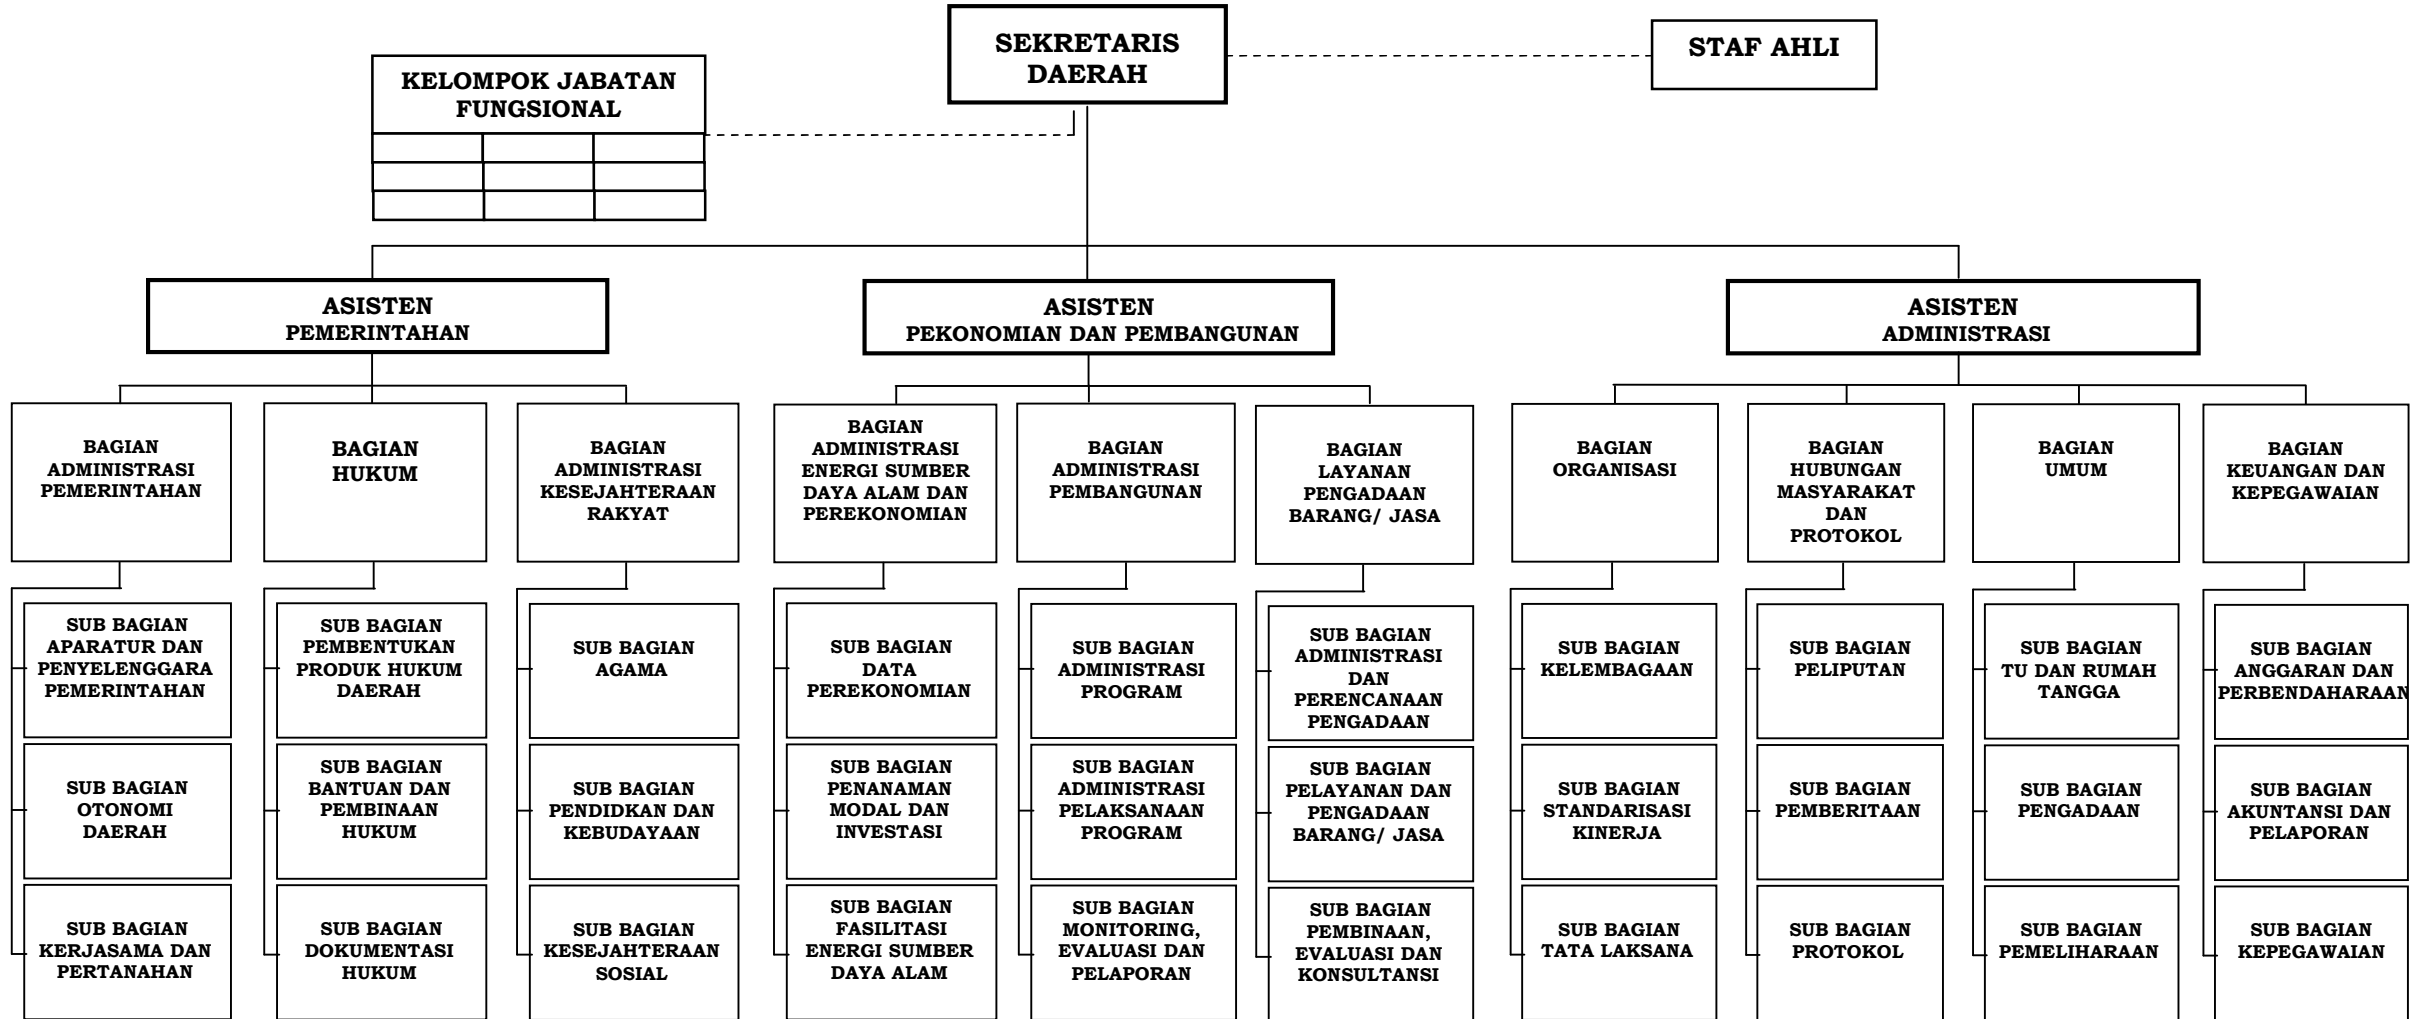 SEKRETARIS
DAERAH
STAF AHLI
KELOMPOK JABATAN
FUNGSIONAL
ASISTEN
PEMERINTAHAN
ASISTEN
PEKONOMIAN DAN PEMBANGUNAN
ASISTEN
ADMINISTRASI
BAGIAN
ADMINISTRASI
PEMERINTAHAN
BAGIAN
HUKUM
BAGIAN
ADMINISTRASI
KESEJAHTERAAN
RAKYAT
BAGIAN
ADMINISTRASI
ENERGI SUMBER
DAYA ALAM DAN
PEREKONOMIAN
BAGIAN
ADMINISTRASI
PEMBANGUNAN
BAGIAN
LAYANAN
PENGADAAN
BARANG/ JASA
BAGIAN
ORGANISASI
BAGIAN
HUBUNGAN
MASYARAKAT
DAN
PROTOKOL
BAGIAN
UMUM
BAGIAN
KEUANGAN DAN
KEPEGAWAIAN
SUB BAGIAN
APARATUR DAN
PENYELENGGARA
PEMERINTAHAN
SUB BAGIAN
PEMBENTUKAN
PRODUK HUKUM
DAERAH
SUB BAGIAN
AGAMA
SUB BAGIAN
DATA
PEREKONOMIAN
SUB BAGIAN
ADMINISTRASI
PROGRAM
SUB BAGIAN
ADMINISTRASI
DAN
PERENCANAAN
PENGADAAN
SUB BAGIAN
KELEMBAGAAN
SUB BAGIAN
PELIPUTAN
SUB BAGIAN
TU DAN RUMAH
TANGGA
SUB BAGIAN
ANGGARAN DAN
PERBENDAHARAAN
SUB BAGIAN
OTONOMI
DAERAH
SUB BAGIAN
BANTUAN DAN
PEMBINAAN
HUKUM
SUB BAGIAN
PENDIDKAN DAN
KEBUDAYAAN
SUB BAGIAN
PENANAMAN
MODAL DAN
INVESTASI
SUB BAGIAN
ADMINISTRASI
PELAKSANAAN
PROGRAM
SUB BAGIAN
PELAYANAN DAN
PENGADAAN
BARANG/ JASA
SUB BAGIAN
STANDARISASI
KINERJA
SUB BAGIAN
PEMBERITAAN
SUB BAGIAN
PENGADAAN
SUB BAGIAN
AKUNTANSI DAN
PELAPORAN
SUB BAGIAN
KERJASAMA DAN
PERTANAHAN
SUB BAGIAN
DOKUMENTASI
HUKUM
SUB BAGIAN
KESEJAHTERAAN
SOSIAL
SUB BAGIAN
FASILITASI
ENERGI SUMBER
DAYA ALAM
SUB BAGIAN
MONITORING,
EVALUASI DAN
PELAPORAN
SUB BAGIAN
PEMBINAAN,
EVALUASI DAN
KONSULTANSI
SUB BAGIAN
TATA LAKSANA
SUB BAGIAN
PROTOKOL
SUB BAGIAN
PEMELIHARAAN
SUB BAGIAN
KEPEGAWAIAN